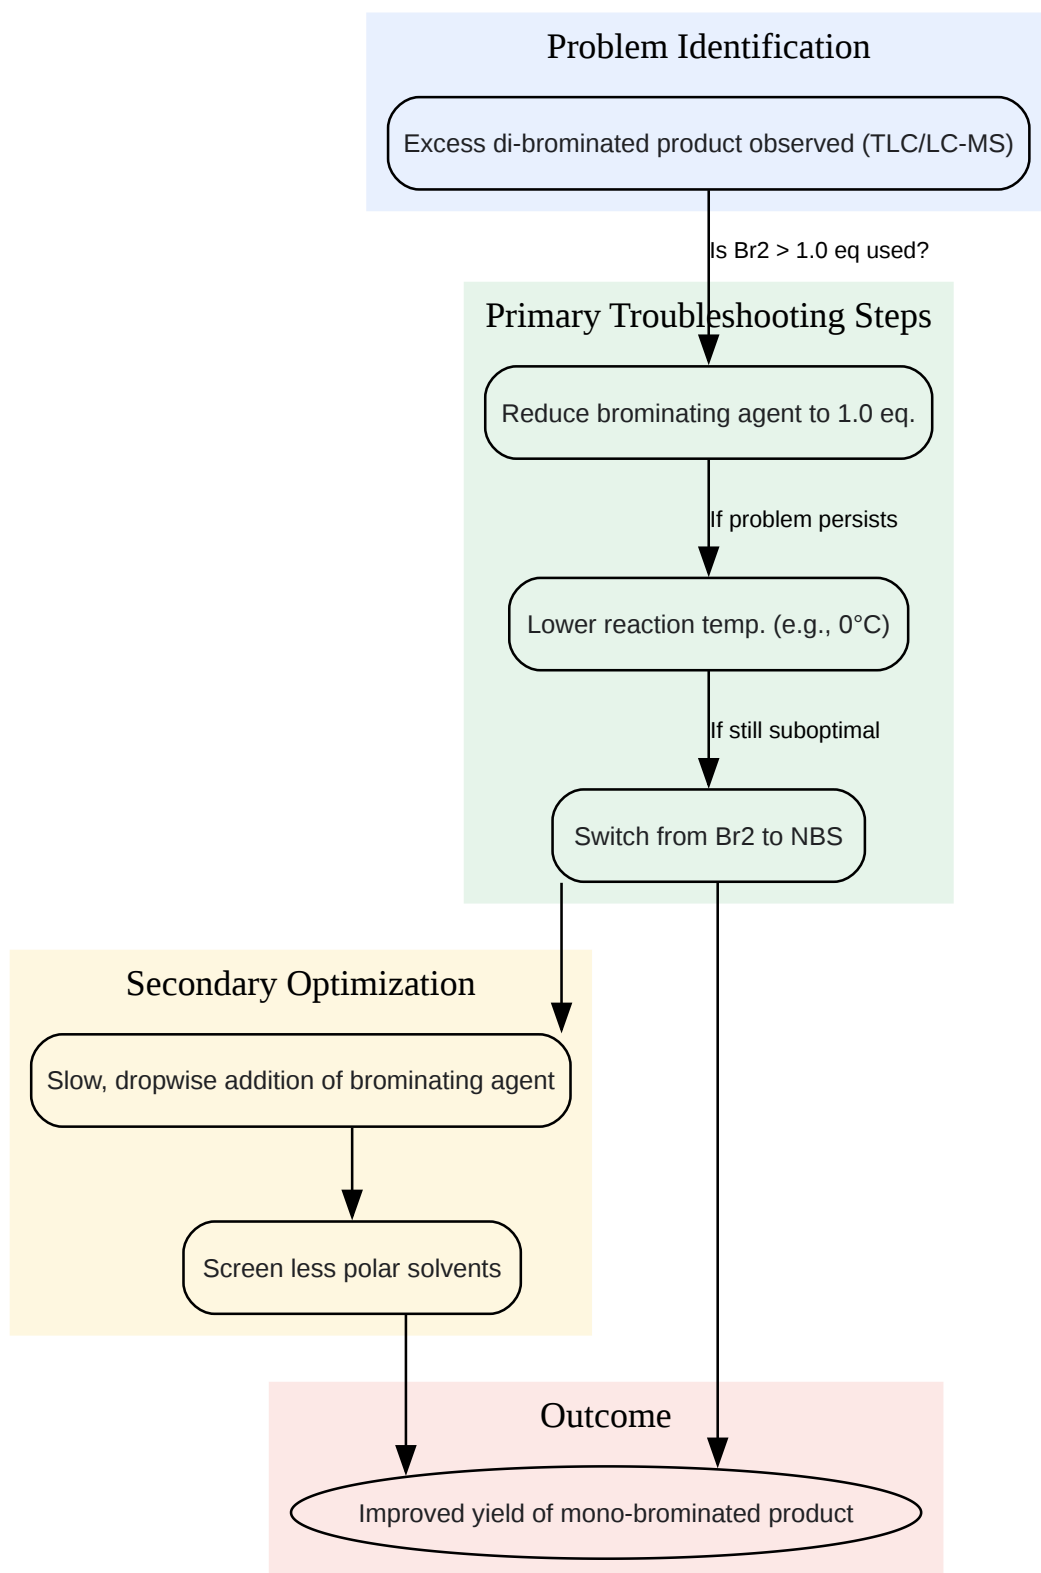 Problem Identification
Excess di-brominated product observed (TLC/LC-MS)
Is Br2 > 1.0 eq used?
Primary Troubleshooting Steps
Reduce brominating agent to 1.0 eq.
If problem persists
Lower reaction temp. (e.g., 0°C)
If still suboptimal
Switch from Br2 to NBS
Secondary Optimization
Slow, dropwise addition of brominating agent
Screen less polar solvents
Outcome
Improved yield of mono-brominated product